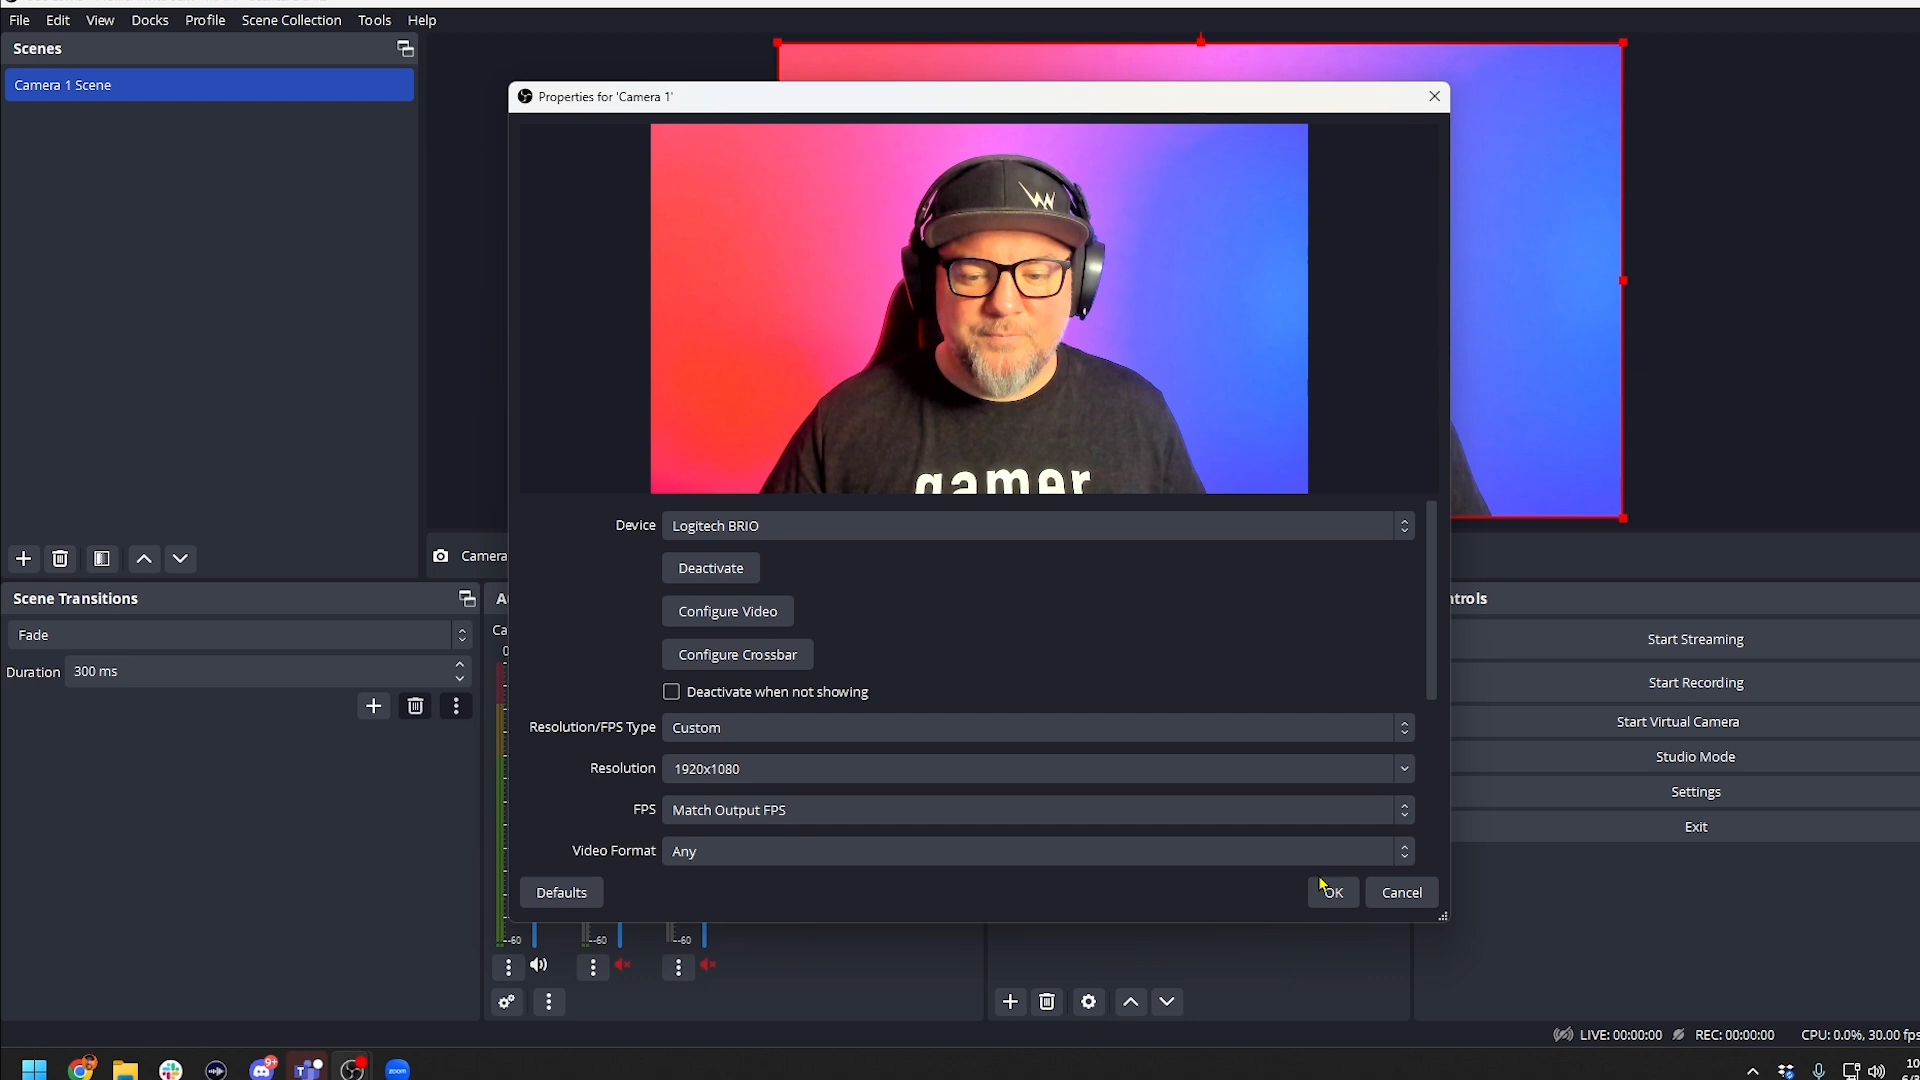 File Edit View Docks Profile Scene Collection Tools Help
Scenes
Camera 1 Scene
Properties for 'Camera 1'
gamer
Device Logitech BRIO
Deactivate
Configure Video
Configure Crossbar
Deactivate when not showing
Resolution/FPS Type Custom
Resolution 1920x1080
FPS Match Output FPS
Video Format Any
Defaults OK Cancel
Camera
Scene Transitions
Fade
Duration 300 ms
-60 -60 -60
Start Streaming
Start Recording
Start Virtual Camera
Studio Mode
Settings
Exit
LIVE: 00:00:00 REC: 00:00:00 CPU: 0.0%, 30.00 fps
9+
zoom